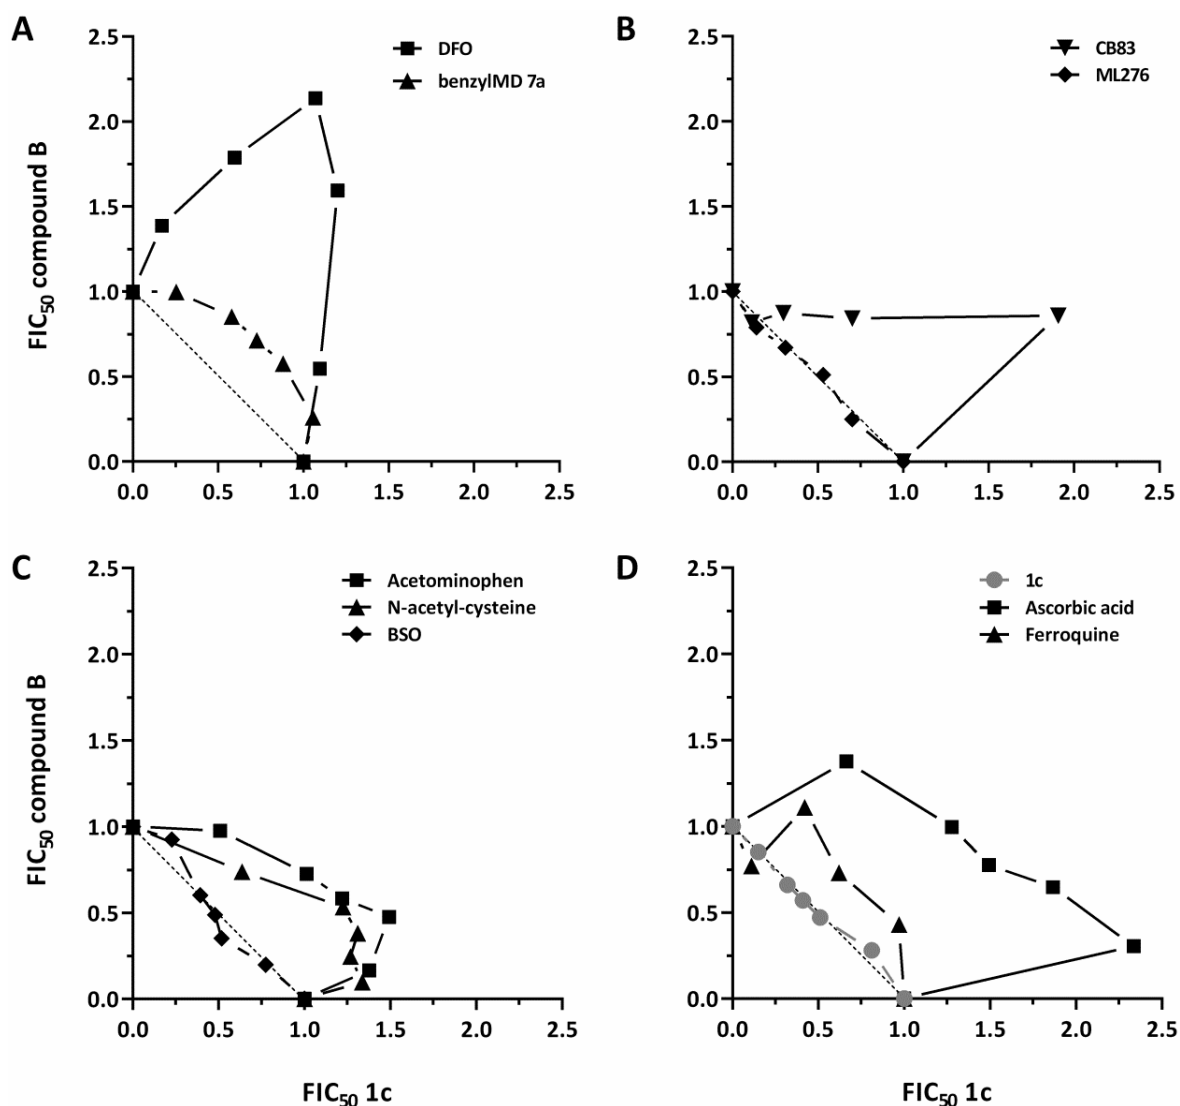 A
B
2.5
2.0
1.5
1.0
0.5
0.0
FIC50 compound B
DFO
benzylMD 7a
0.0 0.5 1.0 1.5 2.0 2.5
2.5
2.0
1.5
1.0
0.5
0.0
CB83
ML276
0.0 0.5 1.0 1.5 2.0 2.5
C
D
2.5
2.0
1.5
1.0
0.5
0.0
FIC50 compound B
Acetominophen
N-acetyl-cysteine
BSO
0.0 0.5 1.0 1.5 2.0 2.5
FIC50 1c
2.5
2.0
1.5
1.0
0.5
0.0
1c
Ascorbic acid
Ferroquine
0.0 0.5 1.0 1.5 2.0 2.5
FIC50 1c